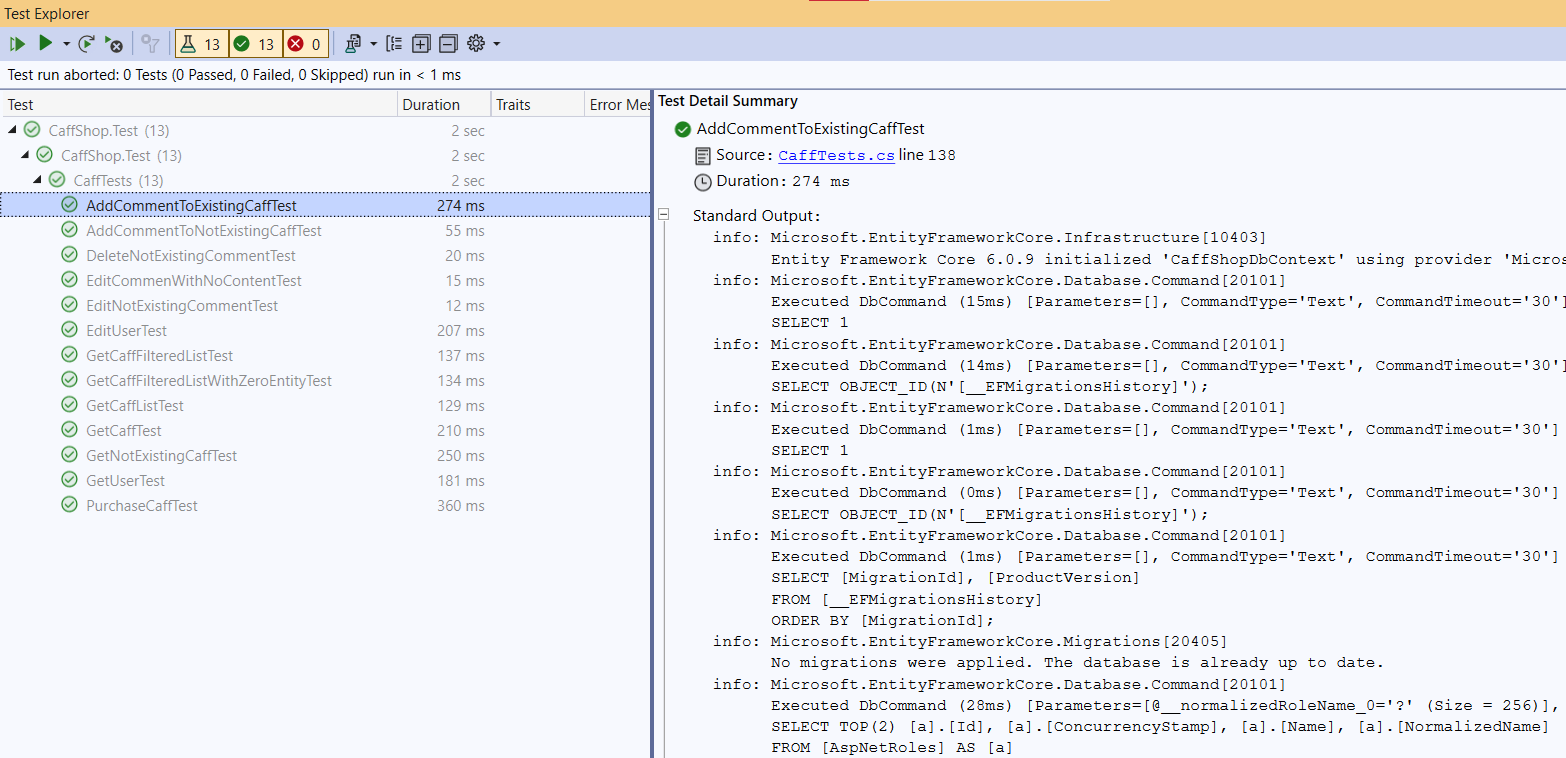 Test Explorer
13 13 0
Test run aborted: 0 Tests (0 Passed, 0 Failed, 0 Skipped) run in < 1 ms
Test Duration Traits Error Mes
CaffShop.Test (13) 2 sec
CaffShop.Test (13) 2 sec
CaffTests (13) 2 sec
AddCommentToExistingCaffTest 274 ms
AddCommentToNotExistingCaffTest 55 ms
DeleteNotExistingCommentTest 20 ms
EditCommenWithNoContentTest 15 ms
EditNotExistingCommentTest 12 ms
EditUserTest 207 ms
GetCaffFilteredListTest 137 ms
GetCaffFilteredListWithZeroEntityTest 134 ms
GetCaffListTest 129 ms
GetCaffTest 210 ms
GetNotExistingCaffTest 250 ms
GetUserTest 181 ms
PurchaseCaffTest 360 ms
Test Detail Summary
AddCommentToExistingCaffTest
Source: CaffTests.cs line 138
Duration: 274 ms
Standard Output:
info: Microsoft.EntityFrameworkCore.Infrastructure[10403]
Entity Framework Core 6.0.9 initialized 'CaffShopDbContext' using provider 'Micros
info: Microsoft.EntityFrameworkCore.Database.Command[20101]
Executed DbCommand (15ms) [Parameters=[], CommandType='Text', CommandTimeout='30']
SELECT 1
info: Microsoft.EntityFrameworkCore.Database.Command[20101]
Executed DbCommand (14ms) [Parameters=[], CommandType='Text', CommandTimeout='30']
SELECT OBJECT_ID(N'[__EFMigrationsHistory]');
info: Microsoft.EntityFrameworkCore.Database.Command[20101]
Executed DbCommand (1ms) [Parameters=[], CommandType='Text', CommandTimeout='30']
SELECT 1
info: Microsoft.EntityFrameworkCore.Database.Command[20101]
Executed DbCommand (0ms) [Parameters=[], CommandType='Text', CommandTimeout='30']
SELECT OBJECT_ID(N'[__EFMigrationsHistory]');
info: Microsoft.EntityFrameworkCore.Database.Command[20101]
Executed DbCommand (1ms) [Parameters=[], CommandType='Text', CommandTimeout='30']
SELECT [MigrationId], [ProductVersion]
FROM [__EFMigrationsHistory]
ORDER BY [MigrationId];
info: Microsoft.EntityFrameworkCore.Migrations[20405]
No migrations were applied. The database is already up to date.
info: Microsoft.EntityFrameworkCore.Database.Command[20101]
Executed DbCommand (28ms) [Parameters=[@__normalizedRoleName_0='?' (Size = 256)],
SELECT TOP(2) [a].[Id], [a].[ConcurrencyStamp], [a].[Name], [a].[NormalizedName]
FROM [AspNetRoles] AS [a]